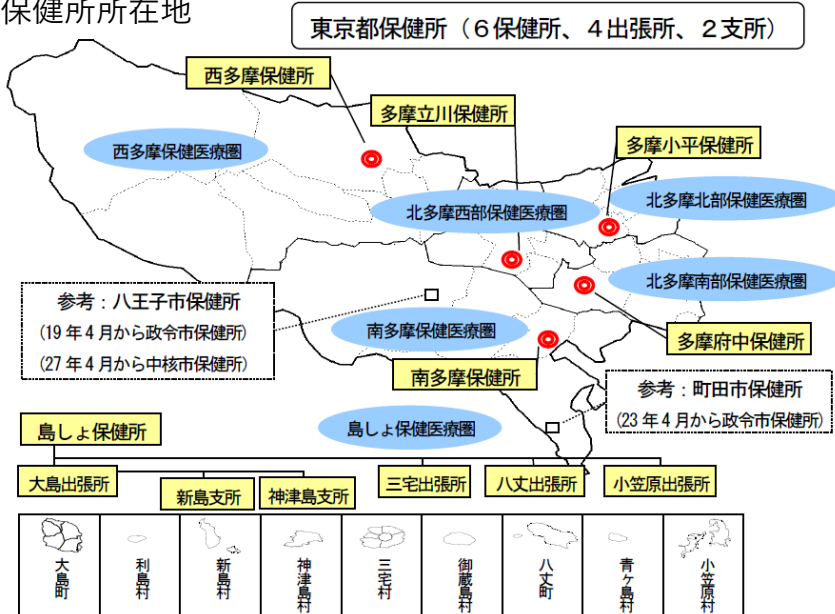 保健所所在地
東京都保健所（６保健所、４出張所、２支所）
西多摩保健所
多摩立川保健所
多摩小平保健所
西多摩保健医療圏
北多摩西部保健医療圏
北多摩北部保健医療圏
北多摩南部保健医療圏
参考：八王子市保健所
(19年4月から政令市保健所)
(27年4月から中核市保健所)
南多摩保健医療圏
多摩府中保健所
南多摩保健所
参考：町田市保健所
(23年4月から政令市保健所)
島しょ保健所
島しょ保健医療圏
大島出張所
新島支所
神津島支所
三宅出張所
八丈出張所
小笠原出張所
大島町
利島村
新島村
神津島村
三宅村
御蔵島村
八丈町
青ヶ島村
小笠原村